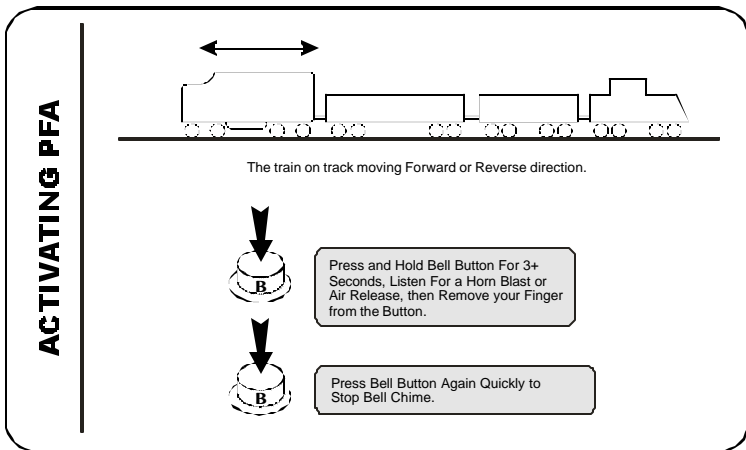 ACTIVATING PFA
The train on track moving Forward or Reverse direction.
B
Press and Hold Bell Button For 3+
Seconds, Listen For a Horn Blast or
Air Release, then Remove your Finger
from the Button.
B
Press Bell Button Again Quickly to
Stop Bell Chime.